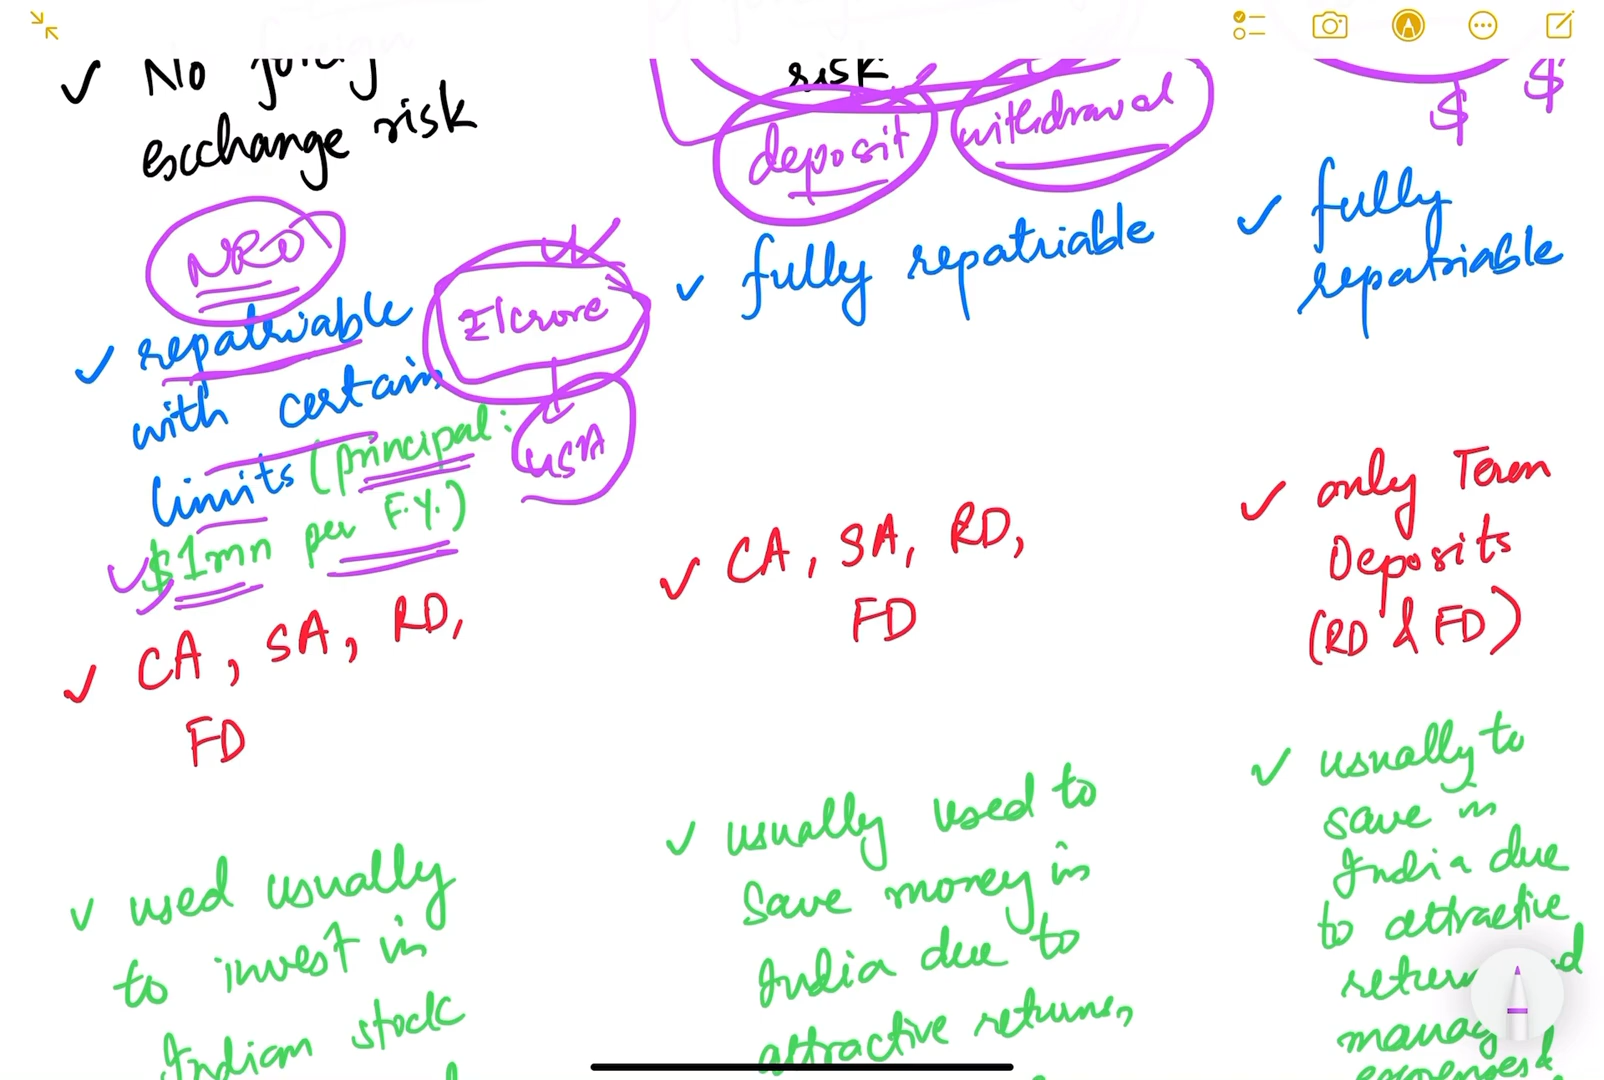 ✓ No foreign
exchange risk
NRO
₹1crore
USA
✓ repatriable
with certain
limits (principal:
$1mn per F.Y.)
✓ CA, SA, RD,
FD
✓ used usually
to invest in
Indian stock
risk
deposit withdrawal
✓ fully repatriable
✓ CA, SA, RD,
FD
✓ usually used to
save money in
India due to
attractive returns,
$ $
✓ fully
repatriable
✓ only Term
Deposits
(RD & FD)
✓ usually to
save in
India due
to attractive